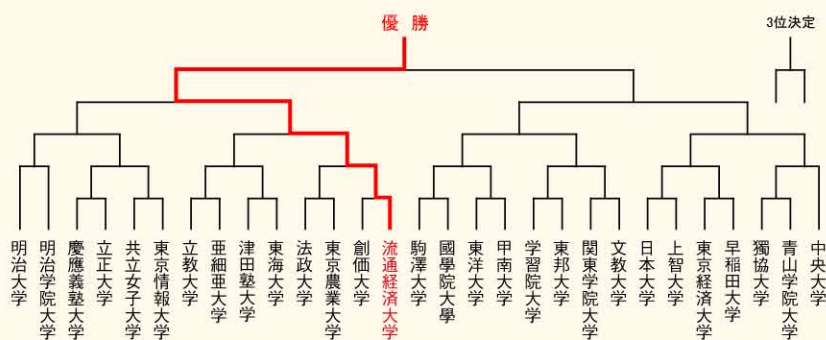 優勝
3位決定
明治大学
明治学院大学
慶應義塾大学
立正大学
共立女子大学
東京情報大学
立教大学
亜細亜大学
津田塾大学
東海大学
法政大学
東京農業大学
創価大学
流通経済大学
駒澤大学
國學院大學
東洋大学
甲南大学
学習院大学
東邦大学
関東学院大学
文教大学
日本大学
上智大学
東京経済大学
早稲田大学
獨協大学
青山学院大学
中央大学